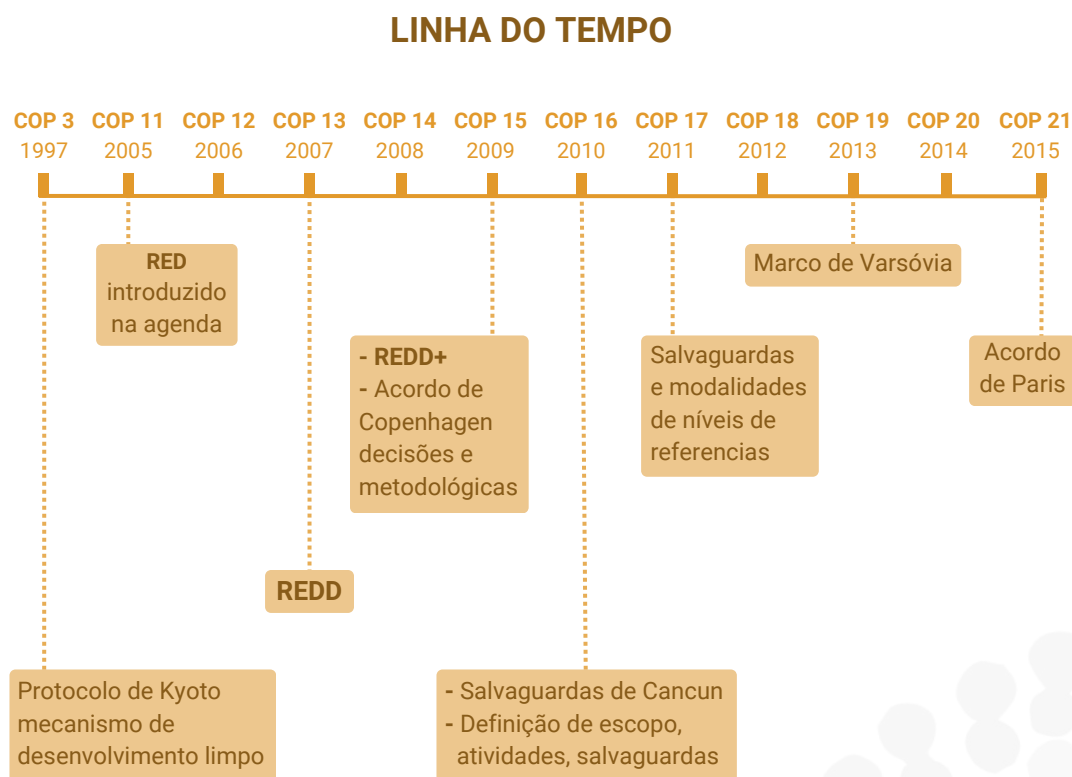 LINHA DO TEMPO
COP 3 COP 11 COP 12 COP 13 COP 14 COP 15 COP 16 COP 17 COP 18 COP 19 COP 20 COP 21
1997 2005 2006 2007 2008 2009 2010 2011 2012 2013 2014 2015
RED
introduzido
na agenda
Marco de Varsóvia
- REDD+
- Acordo de
Copenhagen
decisões e
metodológicas
Salvaguardas
e modalidades
de níveis de
referencias
Acordo
de Paris
REDD
Protocolo de Kyoto
mecanismo de
desenvolvimento limpo
- Salvaguardas de Cancun
- Definição de escopo,
atividades, salvaguardas